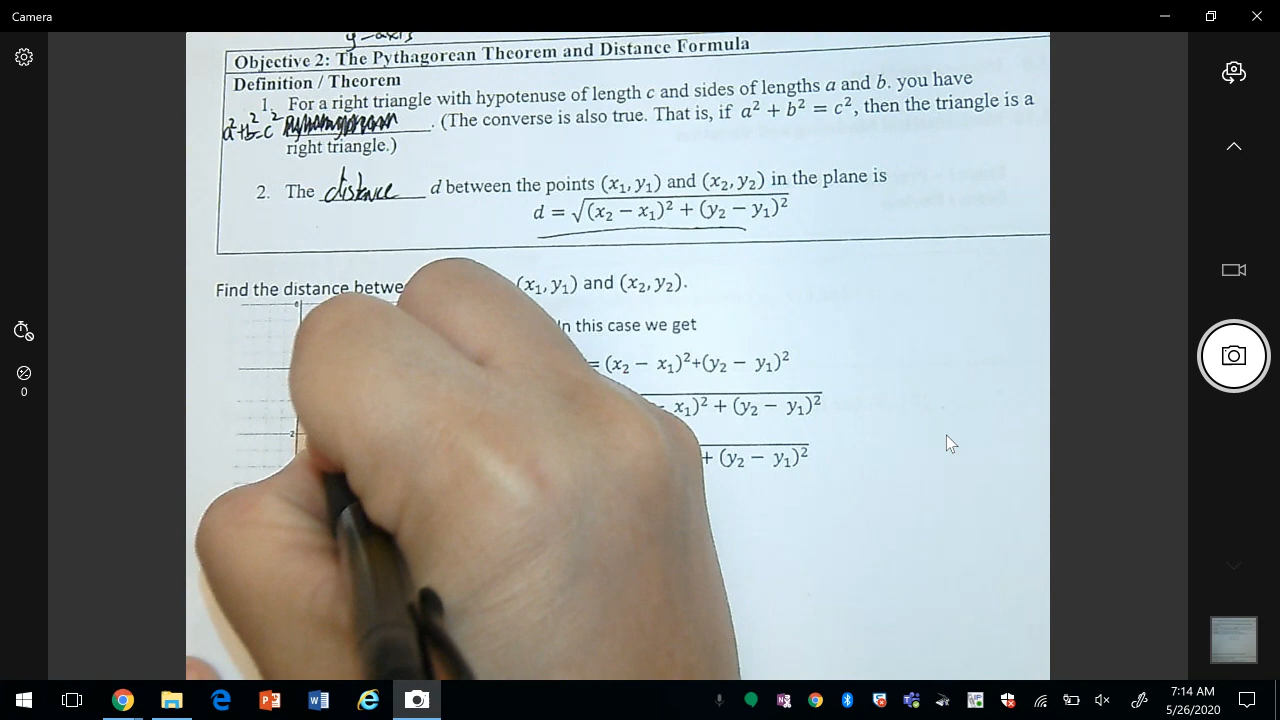 Camera
y-axis
Objective 2: The Pythagorean Theorem and Distance Formula
Definition / Theorem
1. For a right triangle with hypotenuse of length c and sides of lengths a and b. you have
a²+b²=c² . (The converse is also true. That is, if a² + b² = c², then the triangle is a
right triangle.)
2. The distance d between the points (x₁, y₁) and (x₂, y₂) in the plane is
d = √(x₂ − x₁)² + (y₂ − y₁)²
Find the distance (x₁, y₁) and (x₂, y₂).
In this case we get
= (x₂ − x₁)²+(y₂ − y₁)²
x₁)² + (y₂ − y₁)²
+ (y₂ − y₁)²
6
-2
0
7:14 AM
5/26/2020